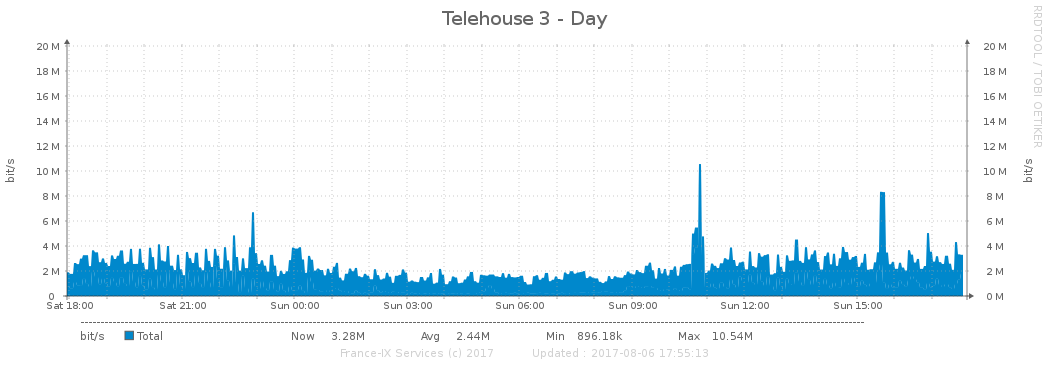 Telehouse 3 - Day
RRDTOOL / TOBI OETIKER
20 M 20 M
18 M 18 M
16 M 16 M
14 M 14 M
12 M 12 M
10 M 10 M
8 M 8 M
6 M 6 M
4 M 4 M
2 M 2 M
0 0 M
bit/s bit/s
Sat 18:00 Sat 21:00 Sun 00:00 Sun 03:00 Sun 06:00 Sun 09:00 Sun 12:00 Sun 15:00
bit/s Total Now 3.28M Avg 2.44M Min 896.18k Max 10.54M
France-IX Services (c) 2017 Updated : 2017-08-06 17:55:13